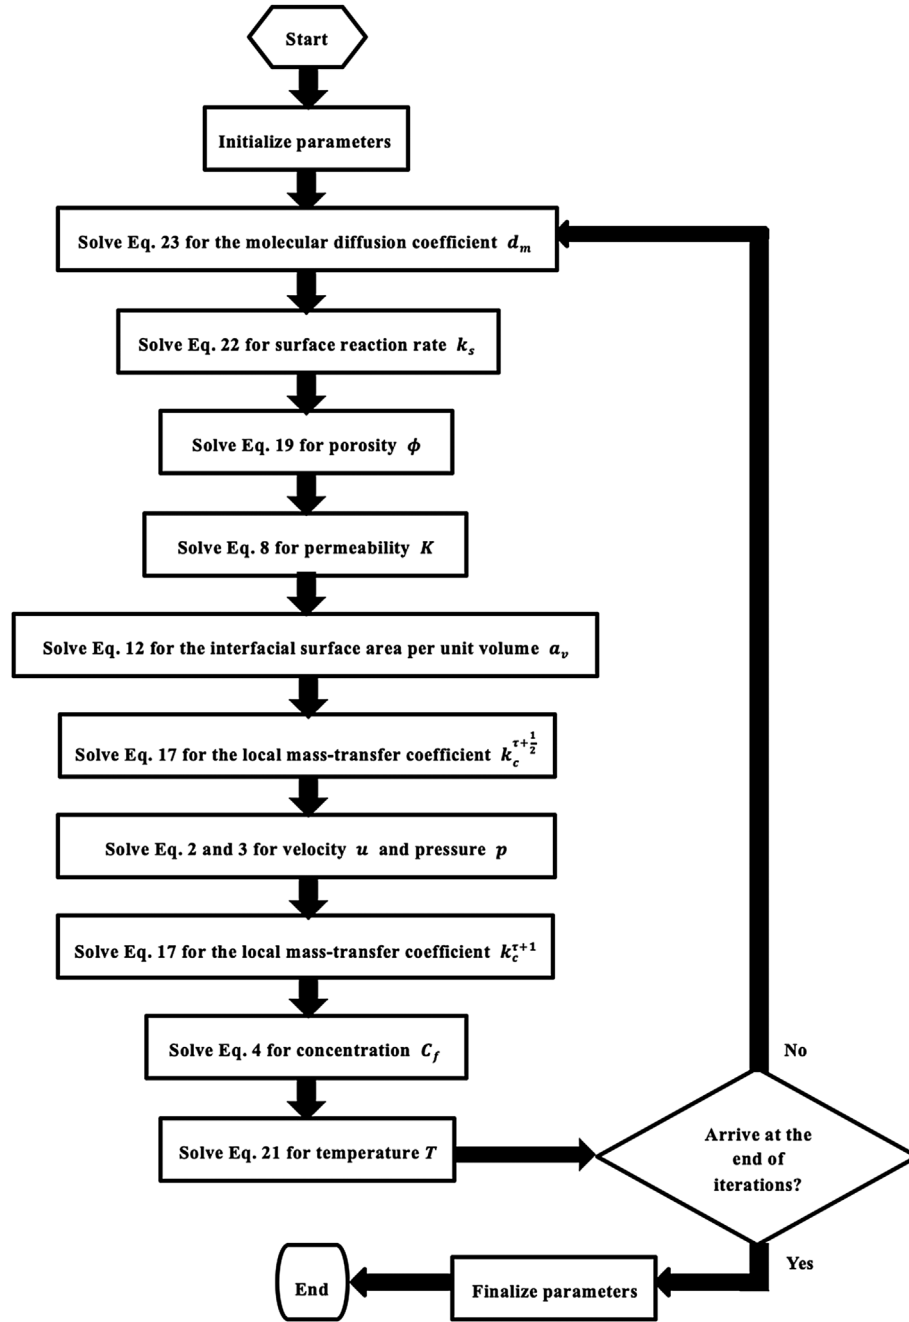 Start
Initialize parameters
Solve Eq. 23 for the molecular diffusion coefficient d_m
Solve Eq. 22 for surface reaction rate k_s
Solve Eq. 19 for porosity ϕ
Solve Eq. 8 for permeability K
Solve Eq. 12 for the interfacial surface area per unit volume a_v
Solve Eq. 17 for the local mass-transfer coefficient k_c^{τ+\frac{1}{2}}
Solve Eq. 2 and 3 for velocity u and pressure p
Solve Eq. 17 for the local mass-transfer coefficient k_c^{τ+1}
Solve Eq. 4 for concentration C_f
Solve Eq. 21 for temperature T
Arrive at the
end of
iterations?
No
Yes
Finalize parameters
End